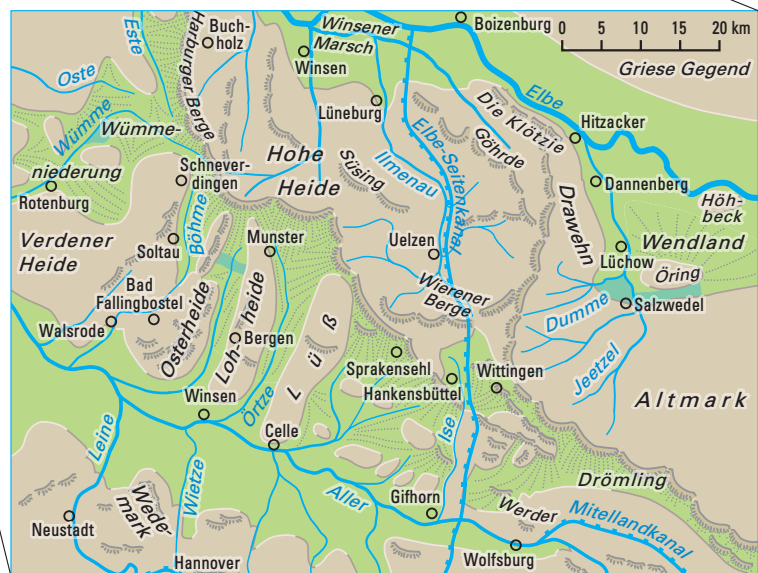 Winsener
Marsch
Boizenburg
0 5 10 15 20 km
Griese Gegend
Buch-
holz
Este
Harburger Berge
Winsen
Oste
Lüneburg
Elbe
Die Klötzie
Hitzacker
Wümme
Wümme-
niederung
Elbe-Seitenkanal
Göhrde
Hohe
Heide
Süsing
Ilmenau
Schnever-
dingen
Rotenburg
Dannenberg
Drawehn
Höh-
beck
Böhme
Verdener
Heide
Soltau
Munster
Uelzen
Wendland
Lüchow
Öring
Bad
Fallingbostel
Wierener
Berge
Salzwedel
Dumme
Walsrode
Osterheide
Loh-
heide
Bergen
Lüß
Sprakensehl
Hankensbüttel
Wittingen
Jeetzel
Altmark
Winsen
Örtze
Celle
Ise
Leine
Wietze
Drömling
Aller
Gifhorn
Wede-
mark
Neustadt
Werder
Mittellandkanal
Hannover
Wolfsburg